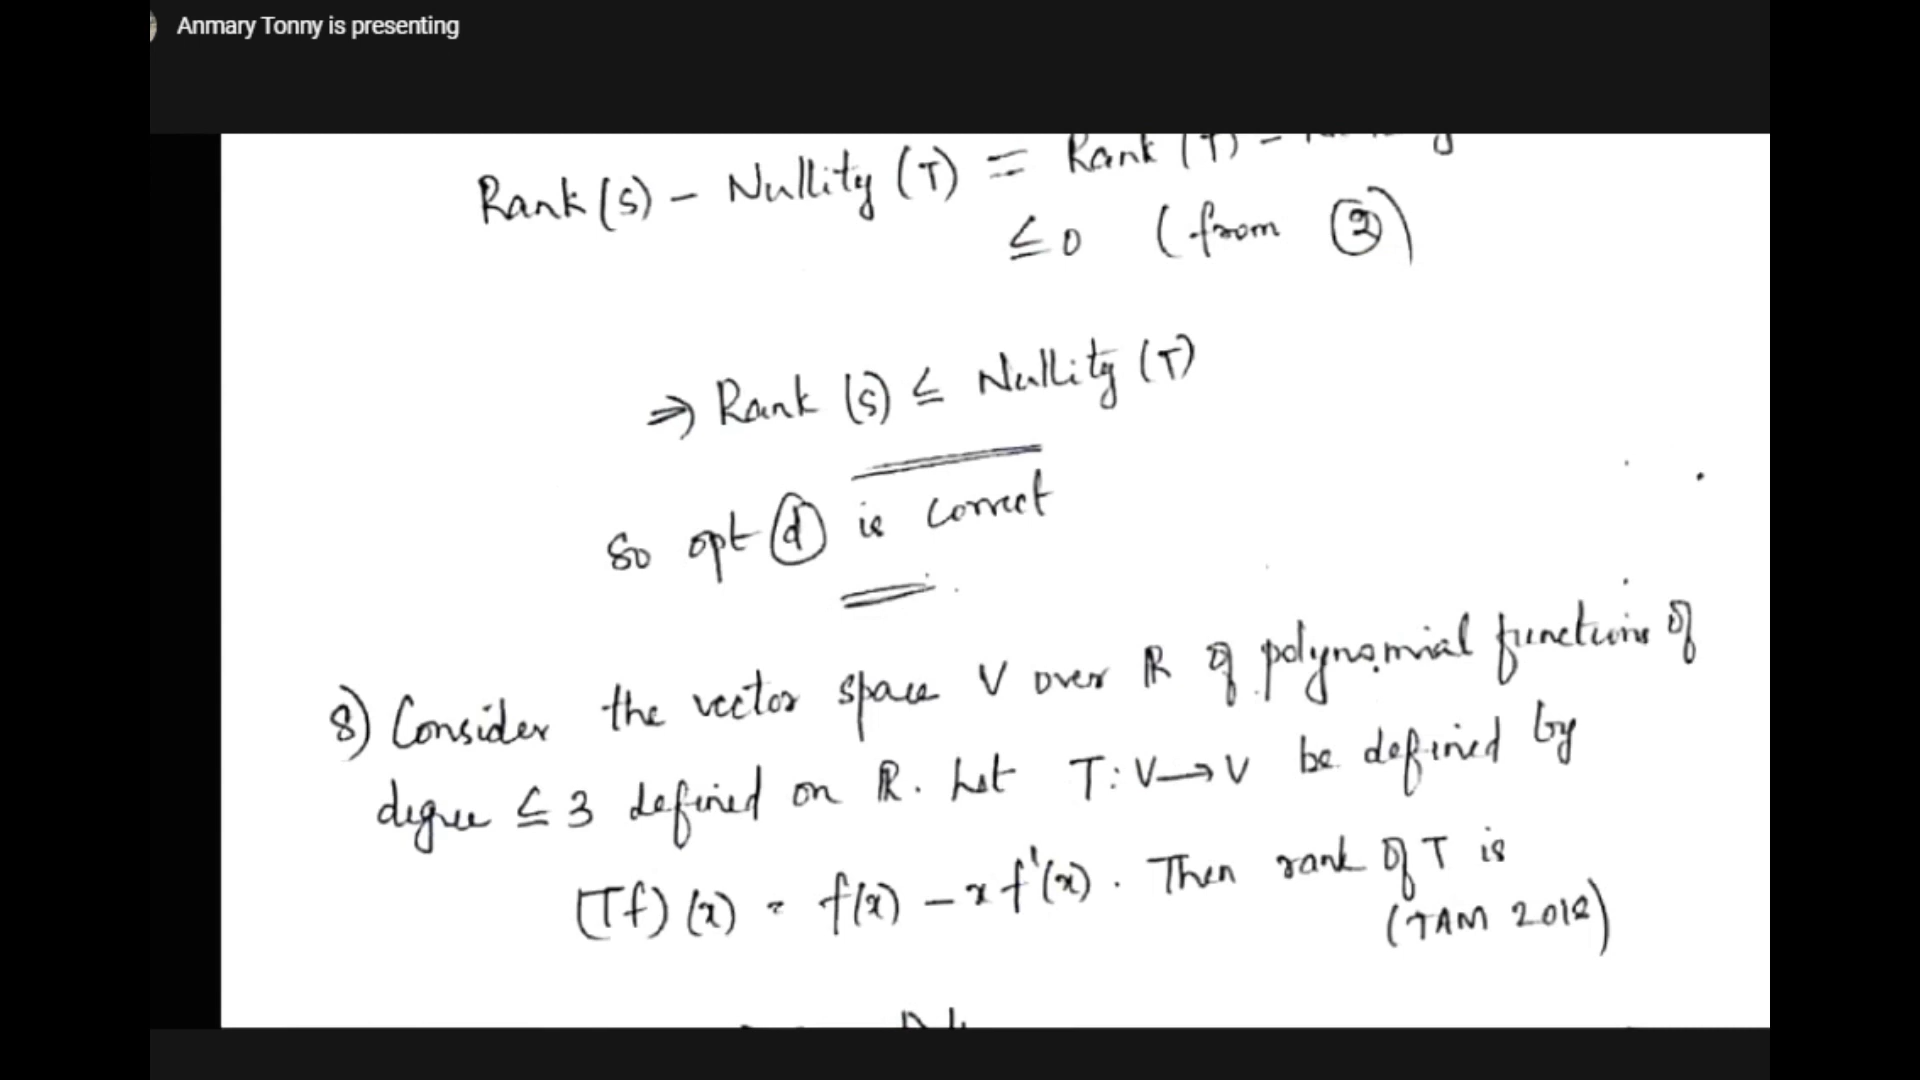 Anmary Tonny is presenting
Rank (S) - Nullity (T) = Rank (T) -
≤ 0 (from ②)
⇒ Rank (S) ≤ Nullity (T)
So opt ⓓ is correct
8) Consider the vector space V over ℝ of polynomial functions of
degree ≤ 3 defined on ℝ. Let T: V→V be defined by
(Tf)(x) = f(x) - x f'(x). Then rank of T is
(JAM 2018)